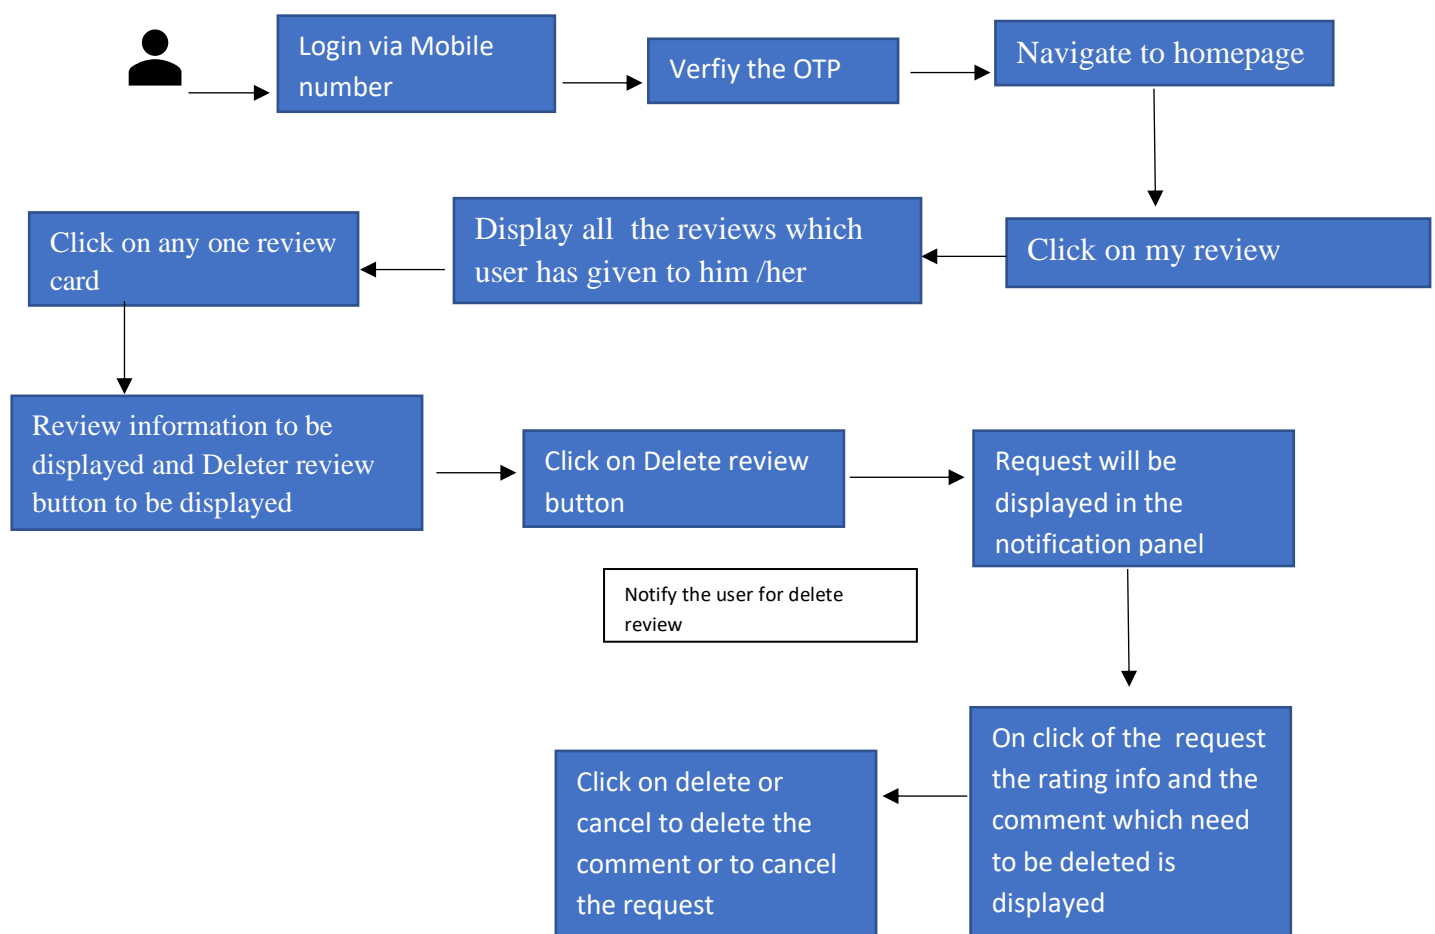 Login via Mobile
number
Verfiy the OTP
Navigate to homepage
Click on my review
Display all  the reviews which
user has given to him /her
Click on any one review
card
Review information to be
displayed and Deleter review
button to be displayed
Click on Delete review
button
Request will be
displayed in the
notification panel
Notify the user for delete
review
On click of the  request
the rating info and the
comment which need
to be deleted is
displayed
Click on delete or
cancel to delete the
comment or to cancel
the request